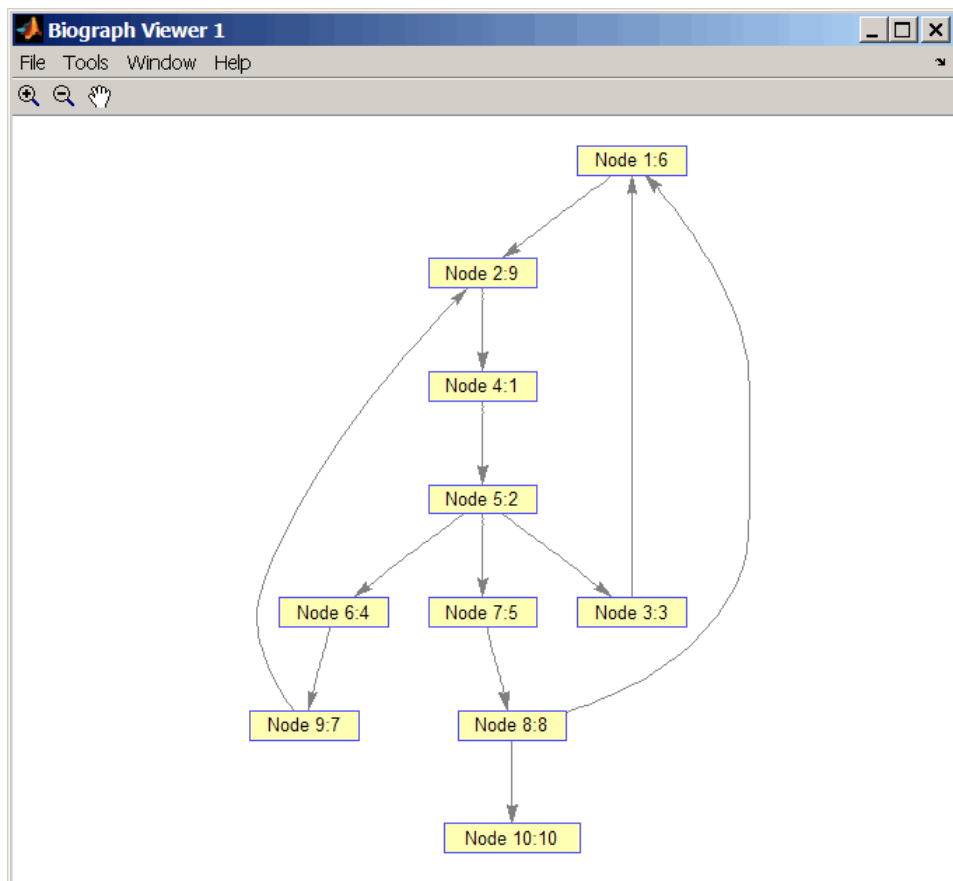 Biograph Viewer 1
File Tools Window Help
Node 1:6
Node 2:9
Node 4:1
Node 5:2
Node 6:4 Node 7:5 Node 3:3
Node 9:7 Node 8:8
Node 10:10